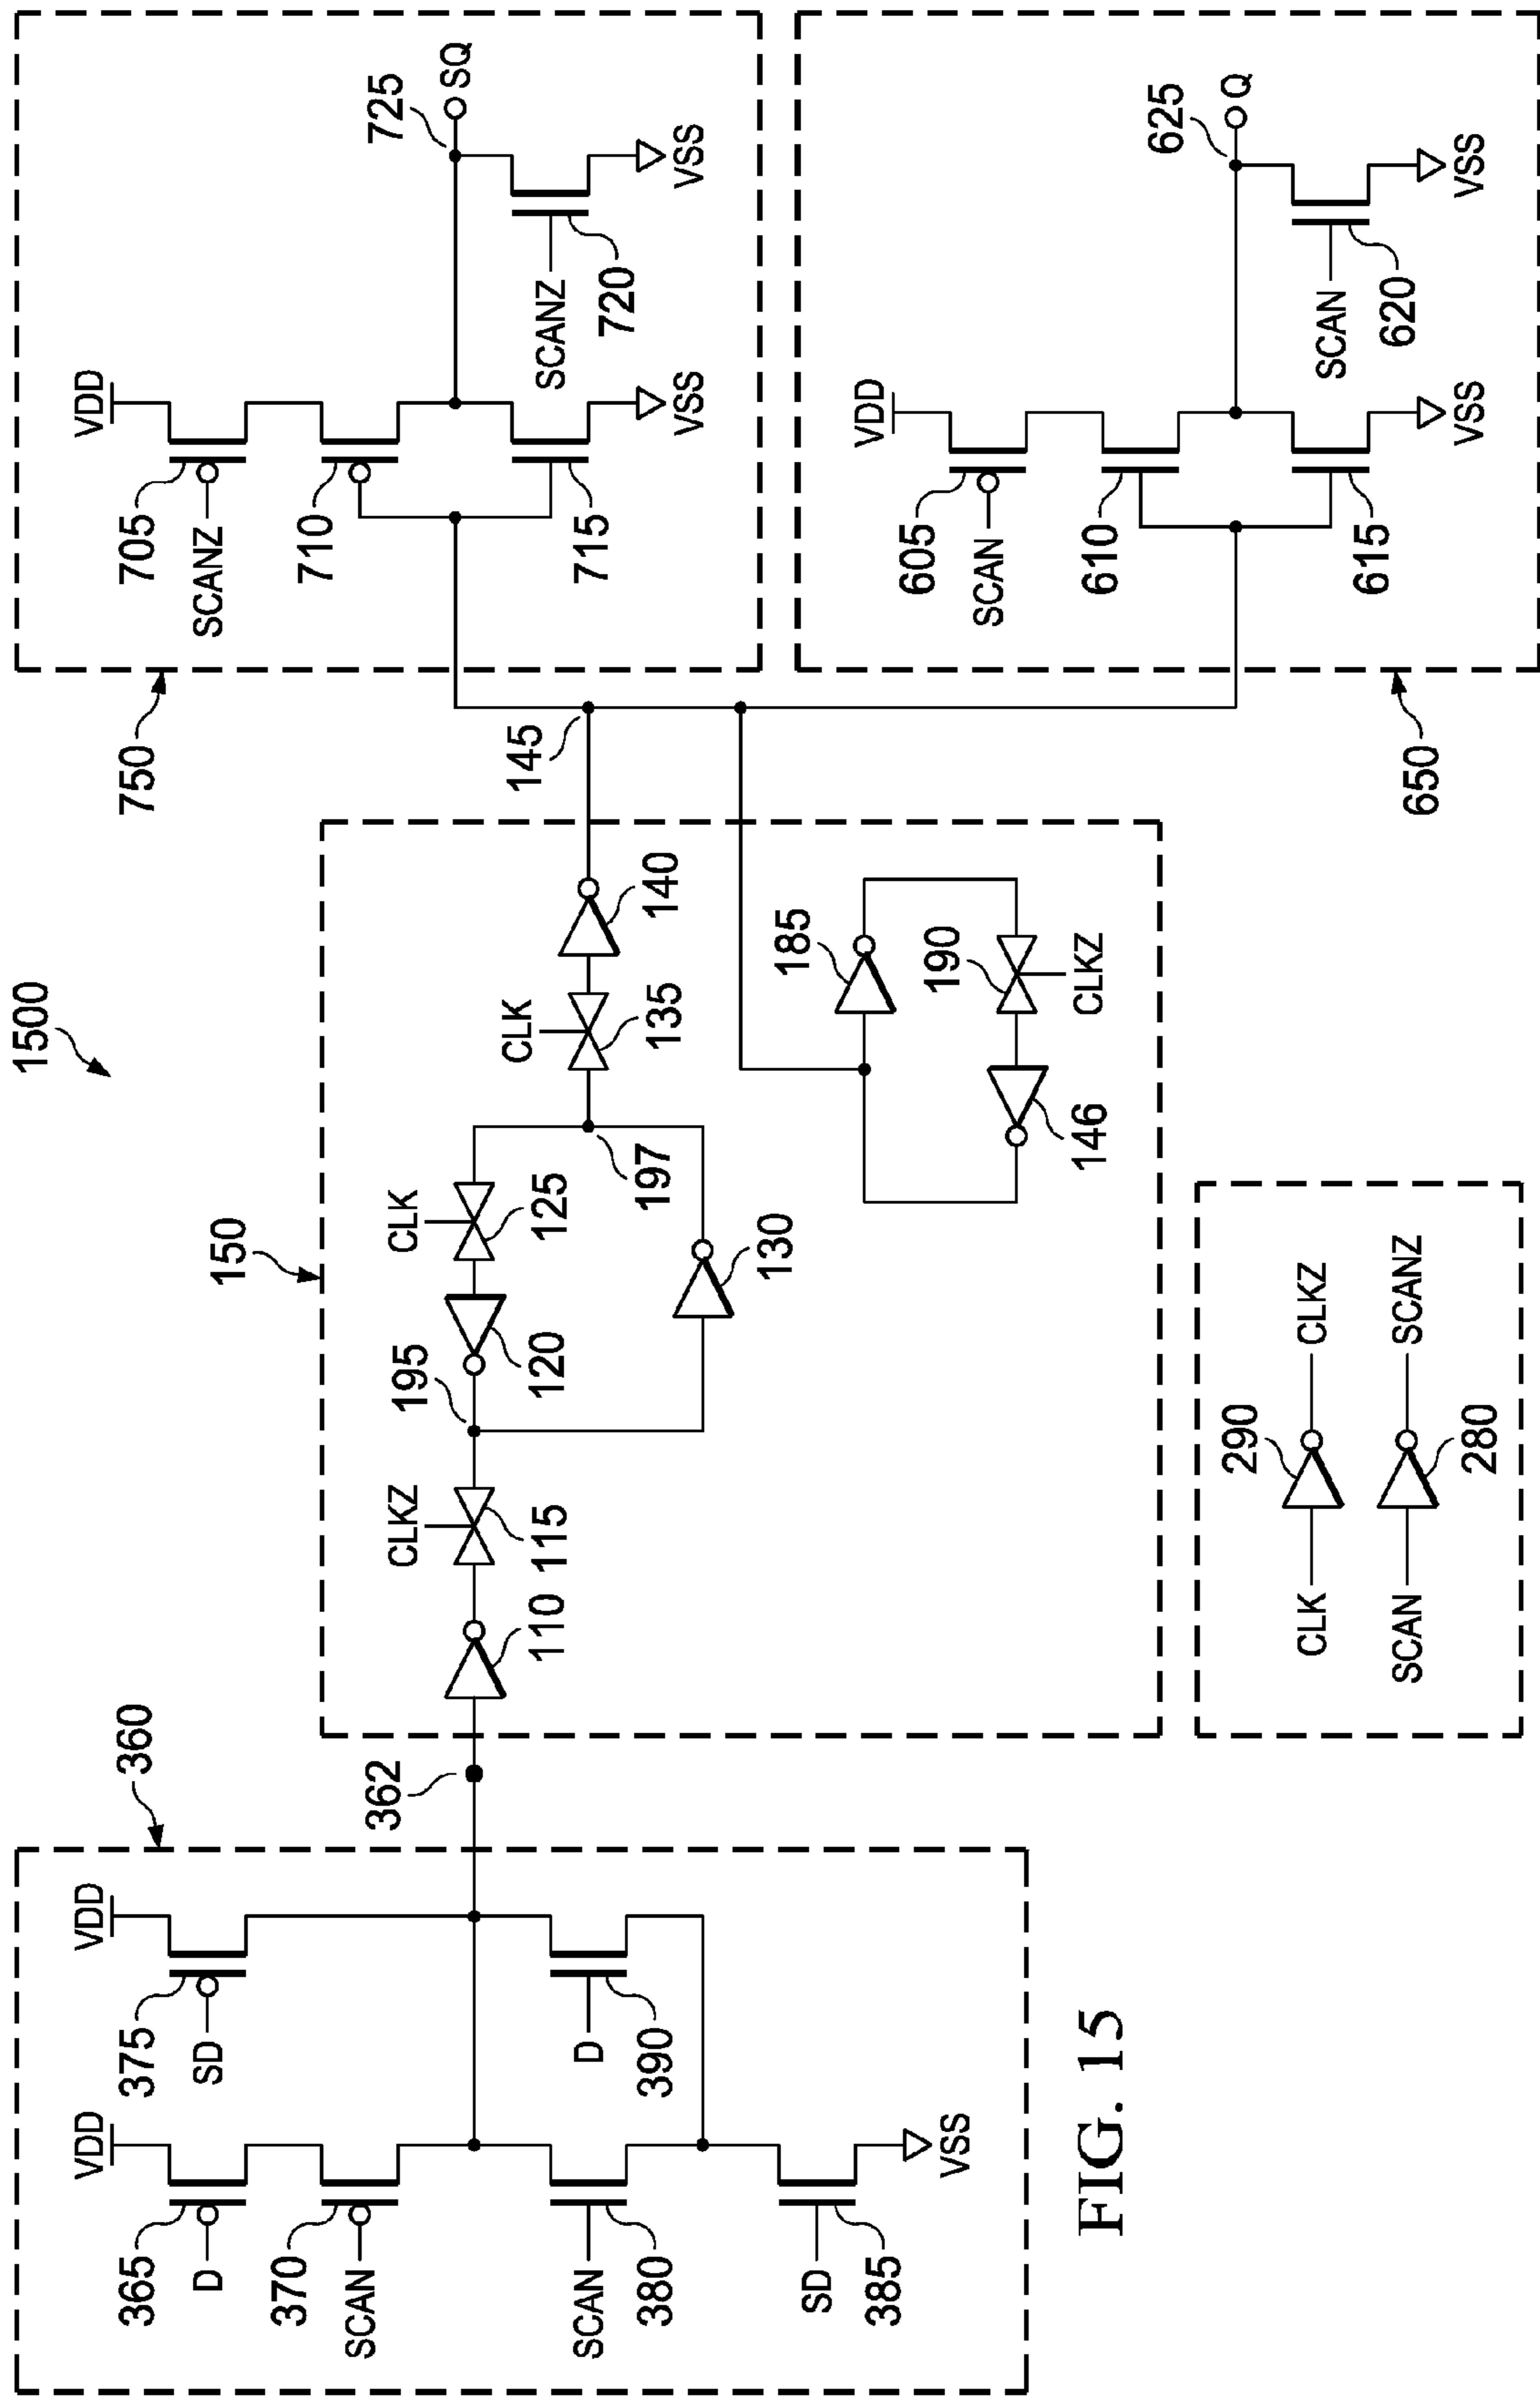 1500
360
VDD
VDD
365
D
375
SD
370
SCAN
362
SCAN
380
D
390
SD
385
VSS
150
110
CLKZ
115
195
120
CLK
125
197
130
CLK
135
140
145
185
190
CLKZ
146
290
CLK
CLKZ
SCAN
SCANZ
280
750
VDD
705
SCANZ
710
715
VSS
725
SQ
SCANZ
720
VSS
650
VDD
605
SCAN
610
615
VSS
625
Q
SCAN
620
VSS
FIG. 15